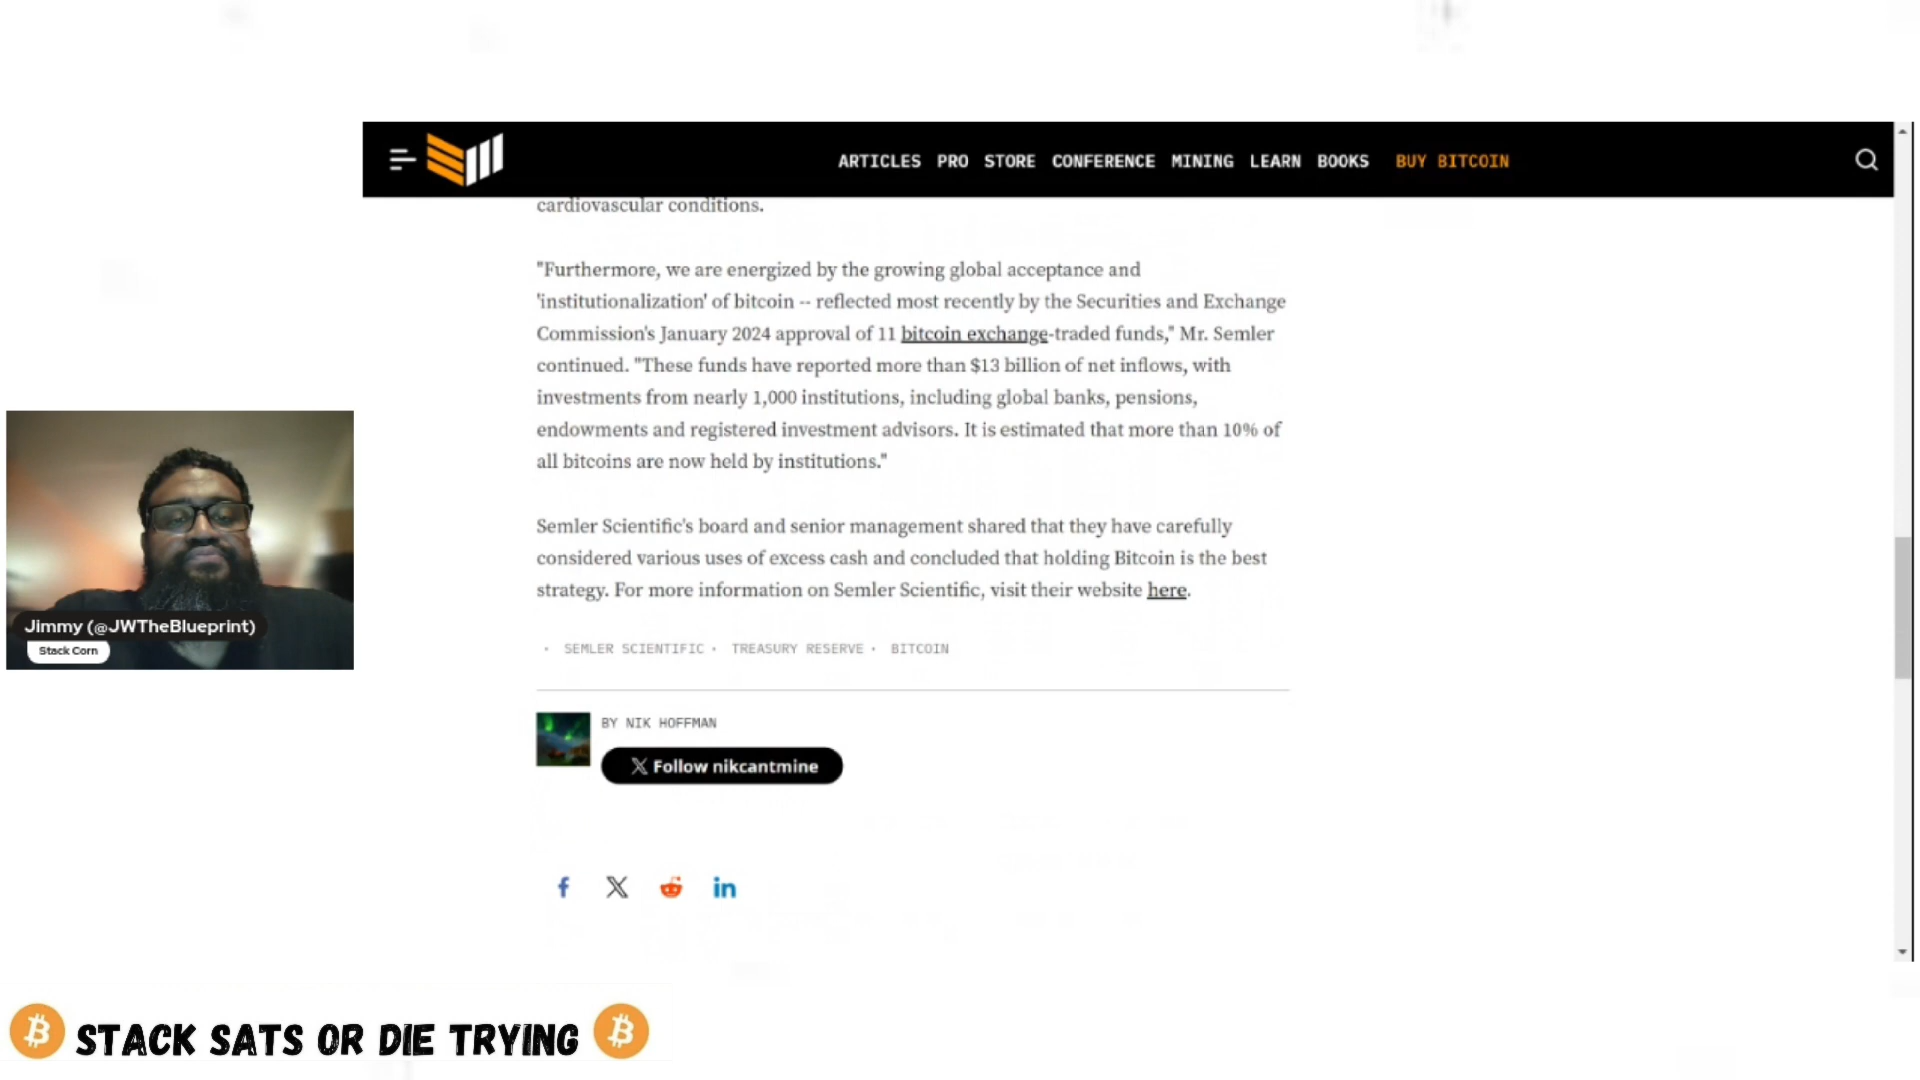 ARTICLES PRO STORE CONFERENCE MINING LEARN BOOKS BUY BITCOIN
cardiovascular conditions.
"Furthermore, we are energized by the growing global acceptance and
'institutionalization' of bitcoin -- reflected most recently by the Securities and Exchange
Commission's January 2024 approval of 11 bitcoin exchange-traded funds," Mr. Semler
continued. "These funds have reported more than $13 billion of net inflows, with
investments from nearly 1,000 institutions, including global banks, pensions,
endowments and registered investment advisors. It is estimated that more than 10% of
all bitcoins are now held by institutions."
Semler Scientific's board and senior management shared that they have carefully
considered various uses of excess cash and concluded that holding Bitcoin is the best
strategy. For more information on Semler Scientific, visit their website here.
· SEMLER SCIENTIFIC · TREASURY RESERVE · BITCOIN
BY NIK HOFFMAN
X Follow nikcantmine
f X in
Jimmy (@JWTheBlueprint)
Stack Corn
₿ STACK SATS OR DIE TRYING ₿